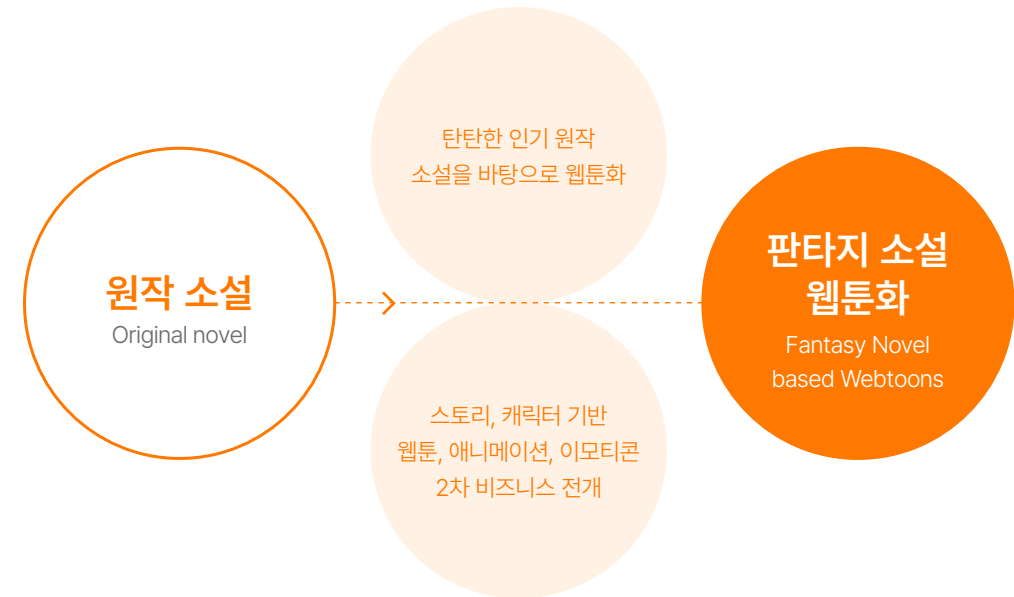 원작 소설
Original novel
탄탄한 인기 원작
소설을 바탕으로 웹툰화
스토리, 캐릭터 기반
웹툰, 애니메이션, 이모티콘
2차 비즈니스 전개
판타지 소설
웹툰화
Fantasy Novel
based Webtoons